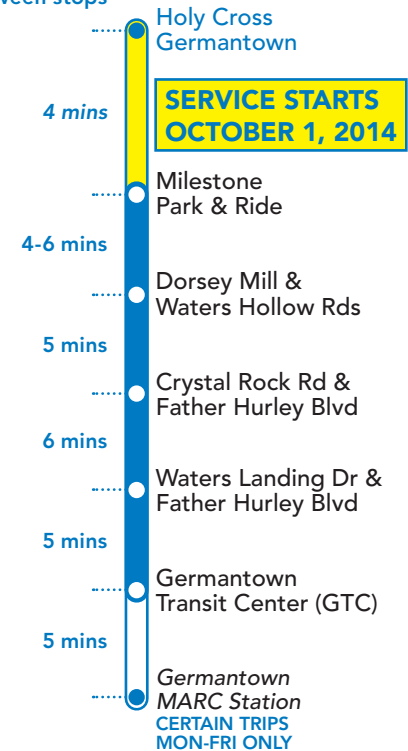 stops
Holy Cross
Germantown
4 mins
SERVICE STARTS
OCTOBER 1, 2014
Milestone
Park & Ride
4-6 mins
Dorsey Mill &
Waters Hollow Rds
5 mins
Crystal Rock Rd &
Father Hurley Blvd
6 mins
Waters Landing Dr &
Father Hurley Blvd
5 mins
Germantown
Transit Center (GTC)
5 mins
Germantown
MARC Station
CERTAIN TRIPS
MON-FRI ONLY